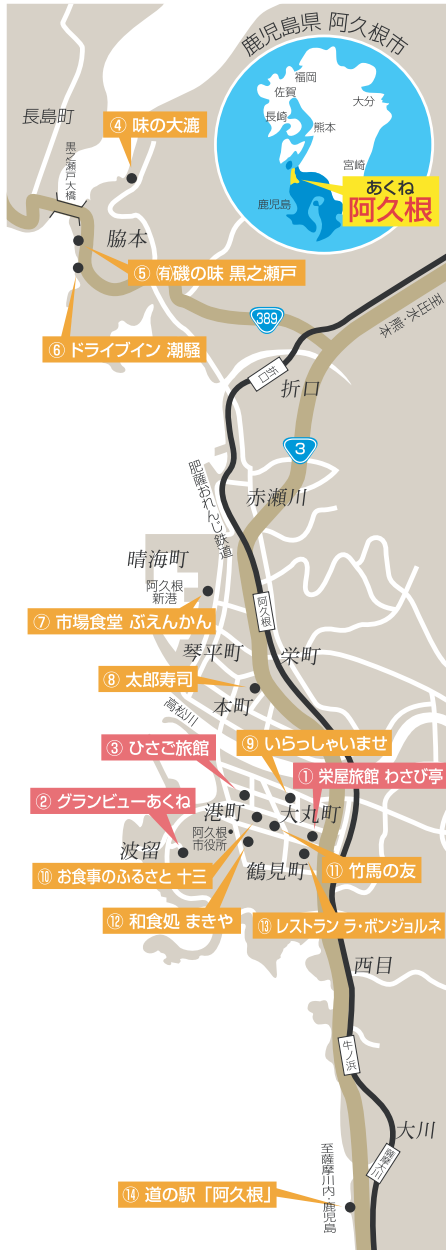 鹿児島県 阿久根市
福岡
佐賀
大分
長崎
熊本
宮崎
鹿児島
あくね
阿久根
長島町
④ 味の大漉
黒之瀬戸大橋
脇本
⑤ ㈲磯の味 黒之瀬戸
⑥ ドライブイン 潮騒
389
至出水・熊本
折口
折口
3
赤瀬川
肥薩おれんじ鉄道
晴海町
阿久根
新港
阿久根
⑦ 市場食堂 ぶえんかん
琴平町
栄町
⑧ 太郎寿司
本町
高松川
③ ひさご旅館
⑨ いらっしゃいませ
① 栄屋旅館 わさび亭
② グランビューあくね
港町
大丸町
阿久根
市役所
波留
鶴見町
⑪ 竹馬の友
⑩ お食事のふるさと 十三
⑫ 和食処 まきや
⑬ レストラン ラ・ボンジョルネ
西目
牛ノ浜
大川
薩摩大川
至薩摩川内・鹿児島
⑭ 道の駅「阿久根」